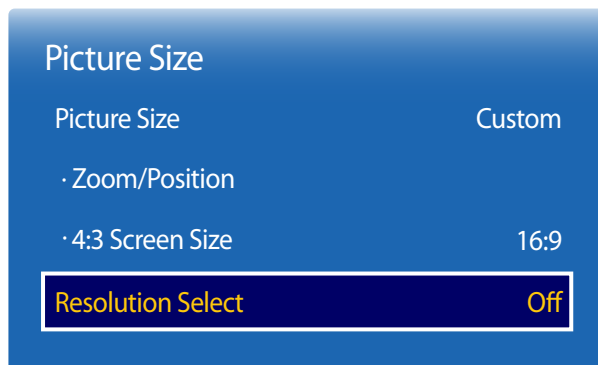 Picture Size
Picture Size Custom
· Zoom/Position
· 4:3 Screen Size 16:9
Resolution Select Off